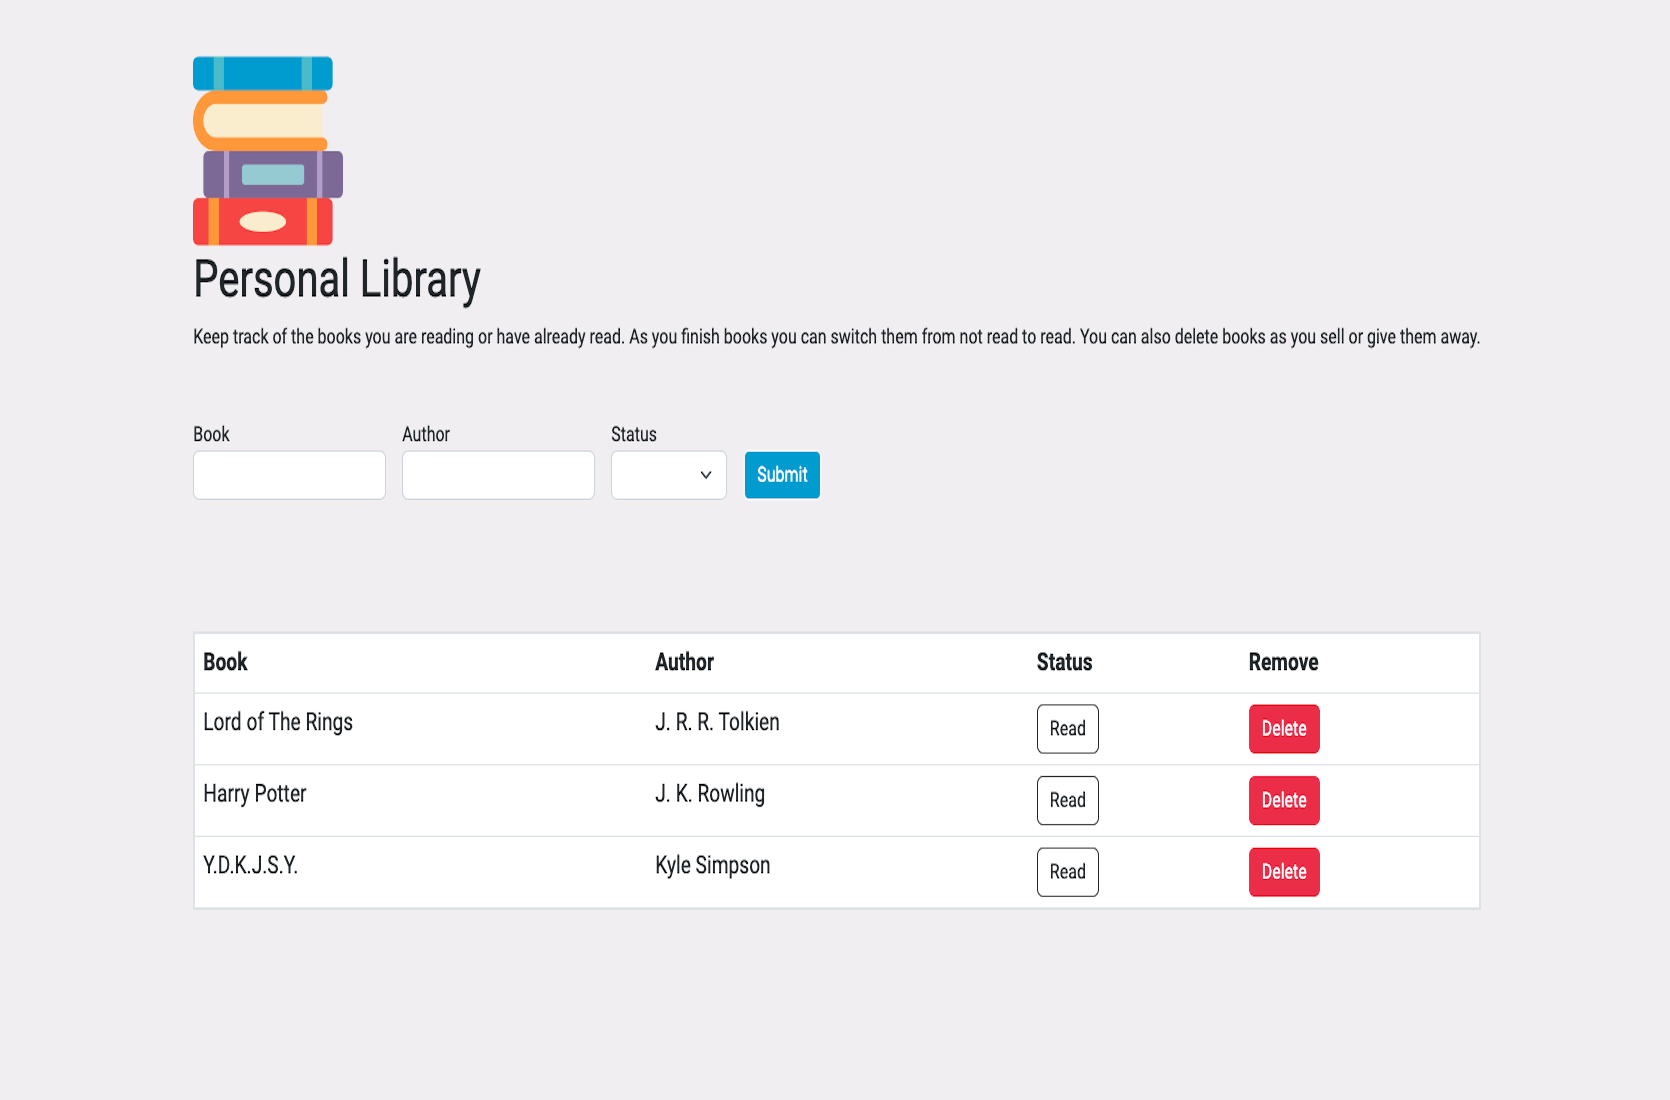 Personal Library
Keep track of the books you are reading or have already read. As you finish books you can switch them from not read to read. You can also delete books as you sell or give them away.
Book Author Status
Submit
Book Author Status Remove
Lord of The Rings J. R. R. Tolkien Read Delete
Harry Potter J. K. Rowling Read Delete
Y.D.K.J.S.Y. Kyle Simpson Read Delete